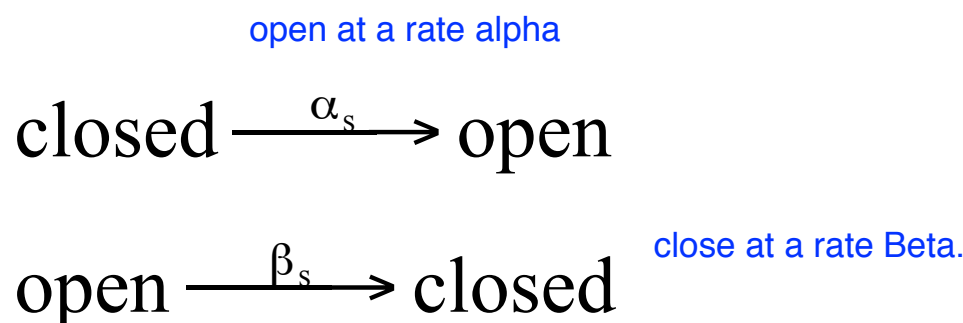 open at a rate alpha
closed αₛ open
open βₛ closed
close at a rate Beta.